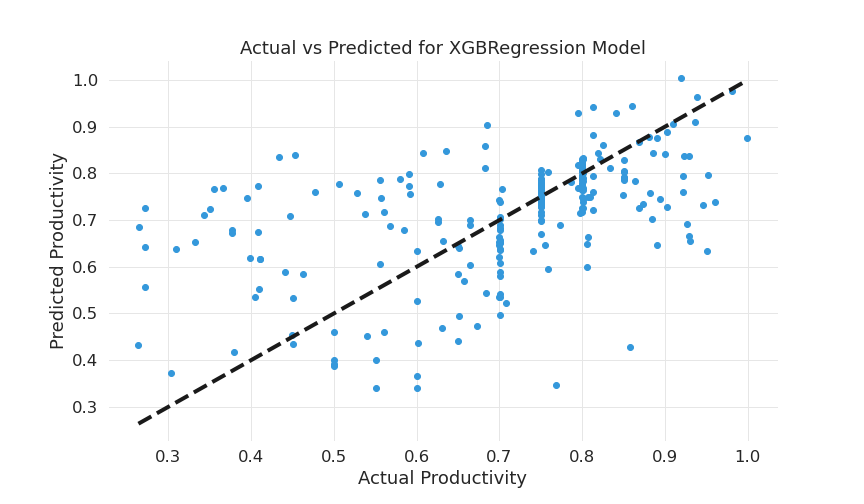 Actual vs Predicted for XGBRegression Model
1.0
0.9
0.8
0.7
0.6
0.5
0.4
0.3
Predicted Productivity
0.3 0.4 0.5 0.6 0.7 0.8 0.9 1.0
Actual Productivity